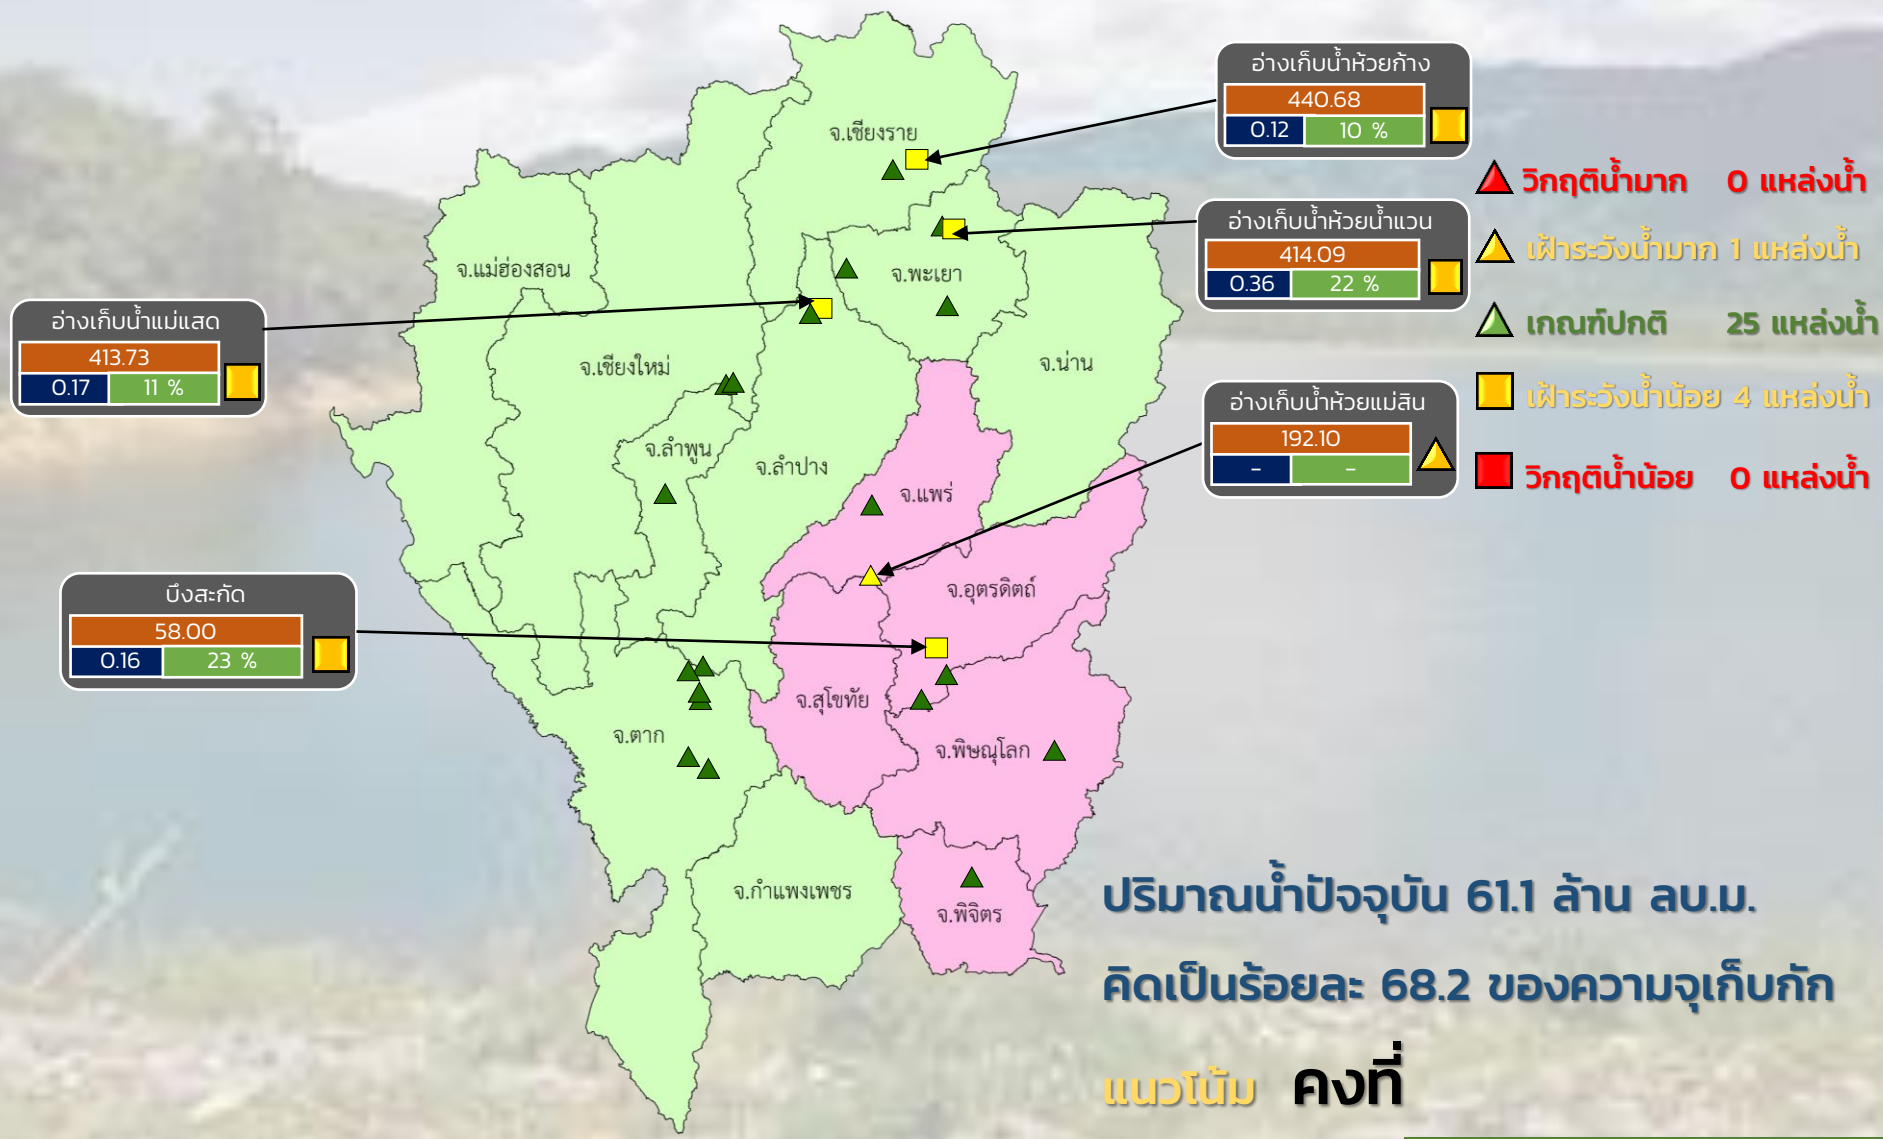 อ่างเก็บน้ำห้วยก้าง
440.68
0.12 10 %
จ.เชียงราย
วิกฤติน้ำมาก 0 แหล่งน้ำ
อ่างเก็บน้ำห้วยน้ำแวน
414.09
0.36 22 %
เฝ้าระวังน้ำมาก 1 แหล่งน้ำ
จ.แม่ฮ่องสอน
จ.พะเยา
อ่างเก็บน้ำแม่แสด
413.73
0.17 11 %
เกณฑ์ปกติ 25 แหล่งน้ำ
จ.เชียงใหม่
จ.น่าน
อ่างเก็บน้ำห้วยแม่สิน
192.10
- -
เฝ้าระวังน้ำน้อย 4 แหล่งน้ำ
จ.ลำพูน
จ.ลำปาง
วิกฤติน้ำน้อย 0 แหล่งน้ำ
จ.แพร่
บึงสะกัด
58.00
0.16 23 %
จ.อุตรดิตถ์
จ.สุโขทัย
จ.ตาก
จ.พิษณุโลก
จ.กำแพงเพชร
จ.พิจิตร
ปริมาณน้ำปัจจุบัน 61.1 ล้าน ลบ.ม.
คิดเป็นร้อยละ 68.2 ของความจุเก็บกัก
แนวโน้ม คงที่